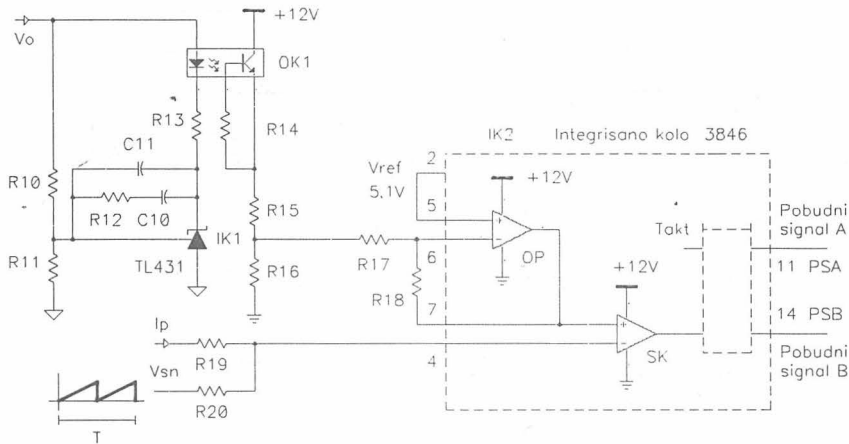 +12V
Vo
OK1
R13
R14
C11
IK2 Integrisano kolo 3846
R10
Vref
5.1V
2
+12V
R12
C10
R15
5
Takt
Pobudni
signal A
IK1
R11
TL431
R16
R17
6
OP
11 PSA
+12V
R18
7
14 PSB
Ip
R19
4
SK
Pobudni
signal B
Vsn
R20
T